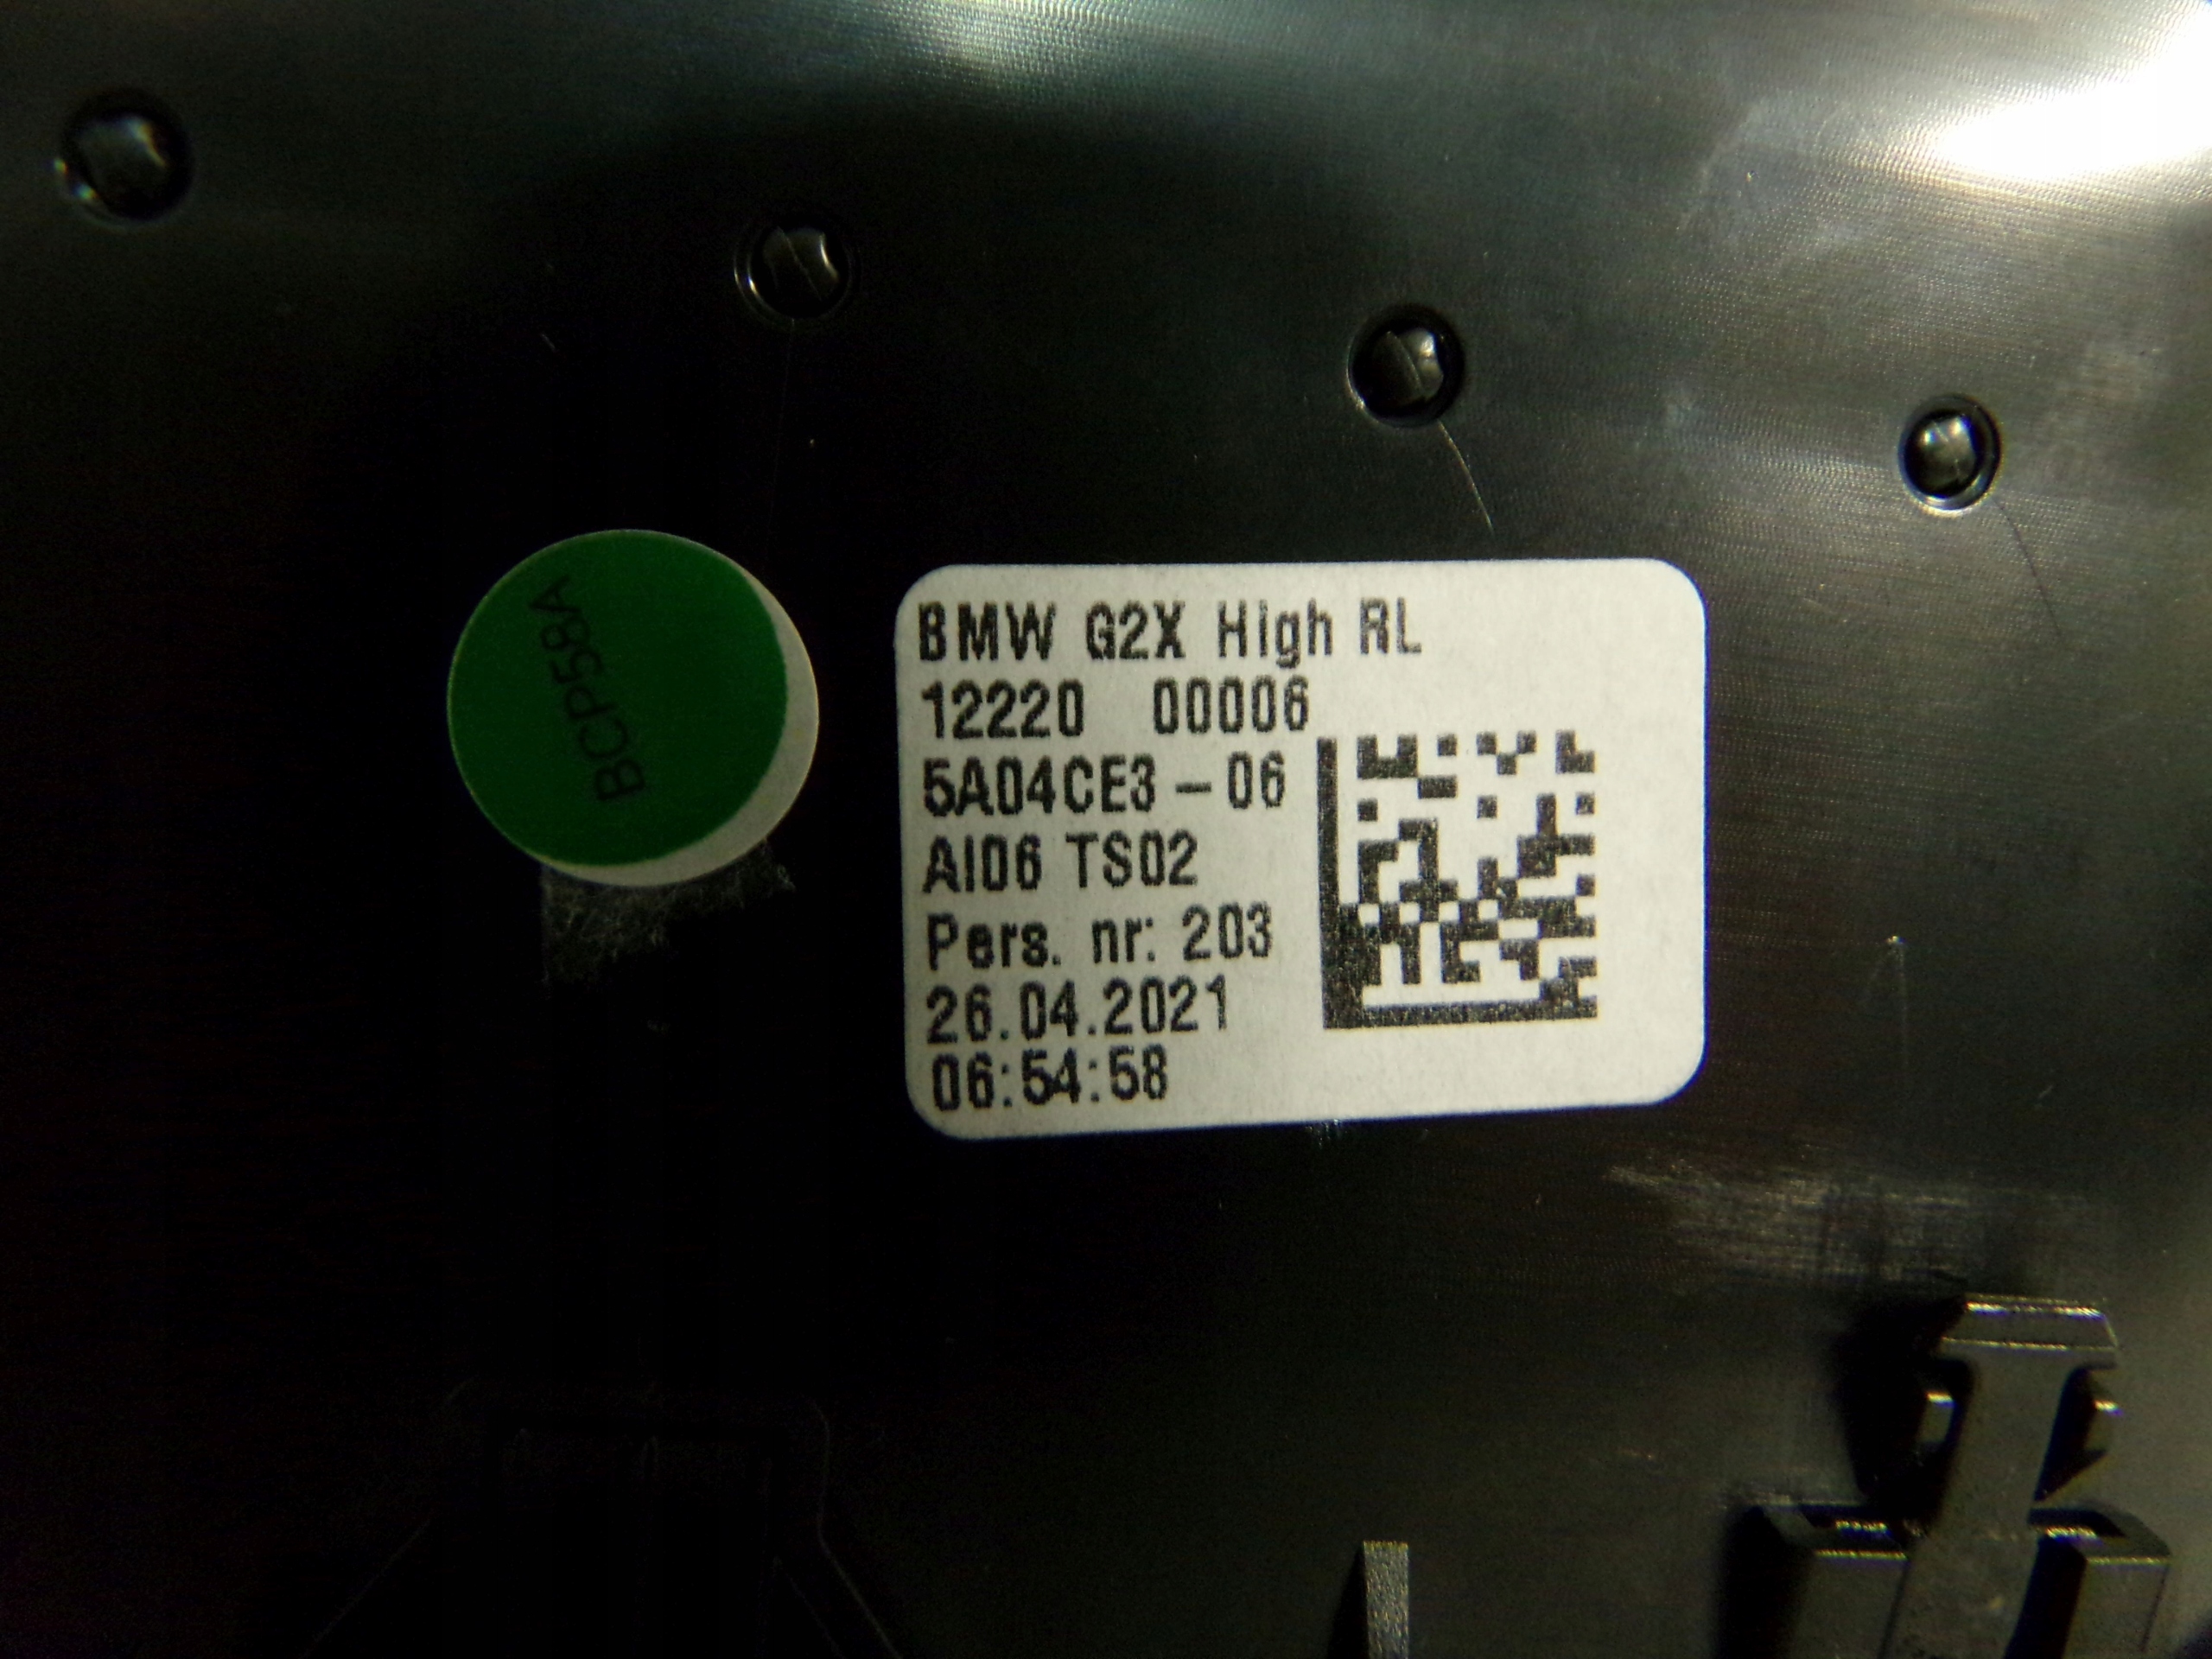 BCP58A
BMW G2X High RL
12220 00006
5A04CE3-06
AI06 TS02
Pers. nr: 203
26.04.2021
06:54:58